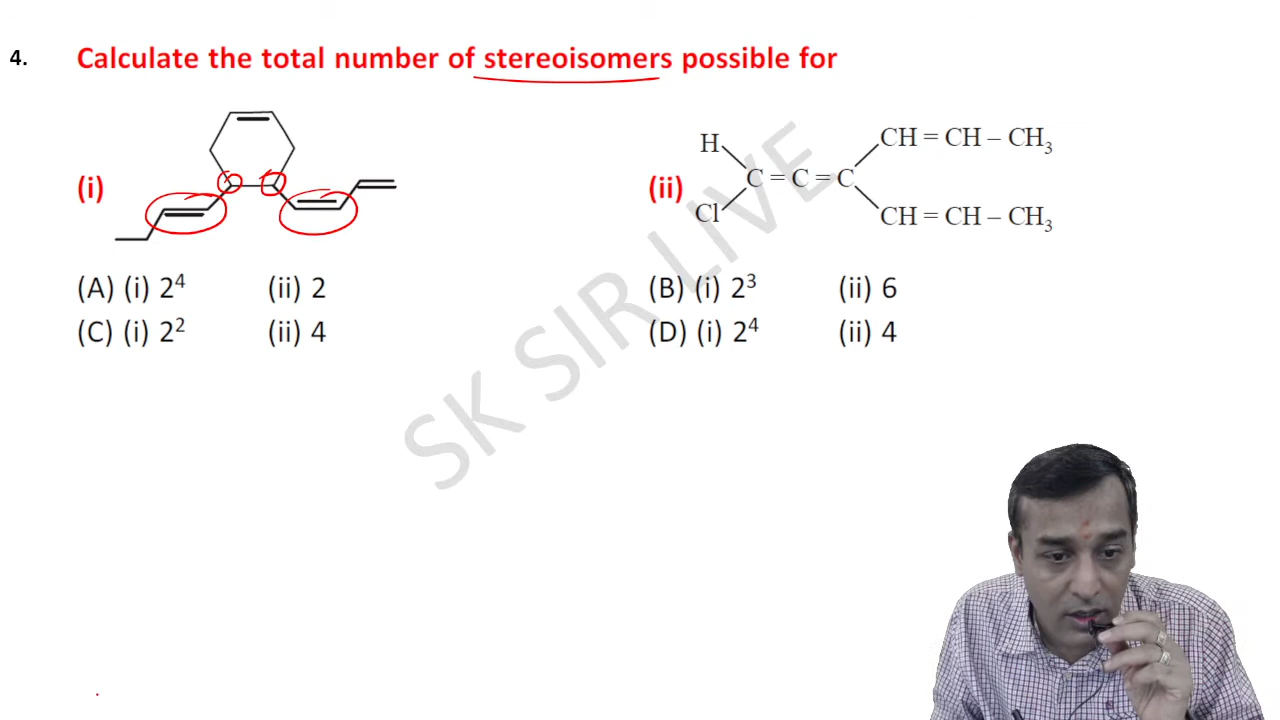 4. Calculate the total number of stereoisomers possible for
(i)
(ii) H Cl C = C = C CH = CH – CH₃ CH = CH – CH₃
(A) (i) 2⁴ (ii) 2
(B) (i) 2³ (ii) 6
(C) (i) 2² (ii) 4
(D) (i) 2⁴ (ii) 4
SK SIR LIVE